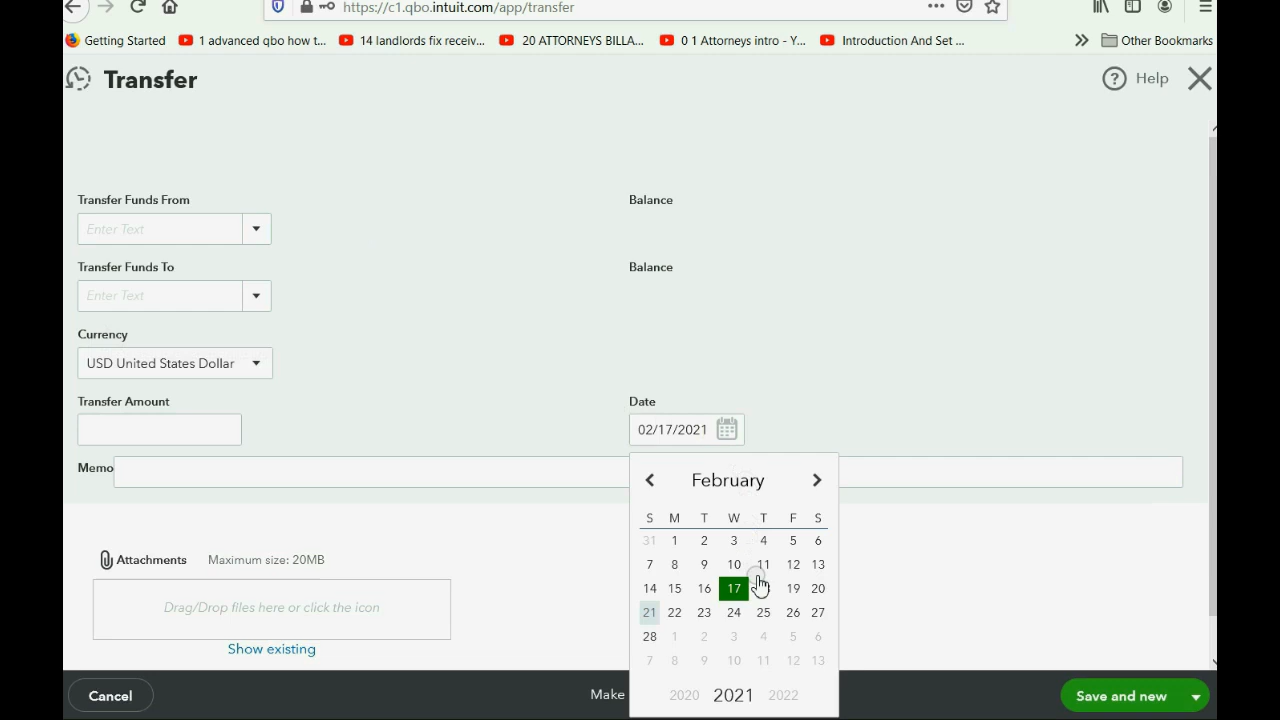 https://c1.qbo.intuit.com/app/transfer
Getting Started 1 advanced qbo how t... 14 landlords fix receiv... 20 ATTORNEYS BILLA... 0 1 Attorneys intro - Y... Introduction And Set ... Other Bookmarks
Transfer
? Help
Transfer Funds From Balance
Enter Text
Transfer Funds To Balance
Enter Text
Currency
USD United States Dollar
Transfer Amount Date
02/17/2021
Memo
February
S M T W T F S
31 1 2 3 4 5 6
7 8 9 10 11 12 13
14 15 16 17 19 20
21 22 23 24 25 26 27
28 1 2 3 4 5 6
7 8 9 10 11 12 13
2020 2021 2022
Attachments Maximum size: 20MB
Drag/Drop files here or click the icon
Show existing
Cancel Make Save and new